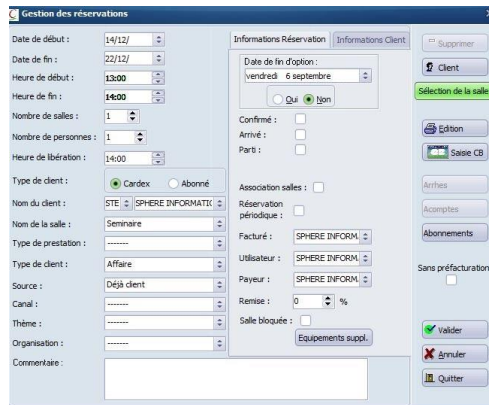 Gestion des réservations
Date de début : 14/12/
Date de fin : 22/12/
Heure de début : 13:00
Heure de fin : 14:00
Nombre de salles : 1
Nombre de personnes : 1
Heure de libération : 14:00
Type de client : Cardex Abonné
Nom du client : STE SPHERE INFORMATIC
Nom de la salle : Seminaire
Type de prestation : -------
Type de client : Affaire
Source : Déjà client
Canal : -------
Thème : -------
Organisation : -------
Commentaire :
Informations Réservation Informations Client
Date de fin d'option :
vendredi 6 septembre
Oui Non
Confirmé :
Arrivé :
Parti :
Association salles :
Réservation
périodique :
Facturé : SPHERE INFORM.
Utilisateur : SPHERE INFORM.
Payeur : SPHERE INFORM.
Remise : 0 %
Salle bloquée :
Equipements suppl.
Supprimer
Client
Sélection de la salle
Edition
Saisie CB
Arrhes
Acomptes
Abonnements
Sans préfacturation
Valider
Annuler
Quitter